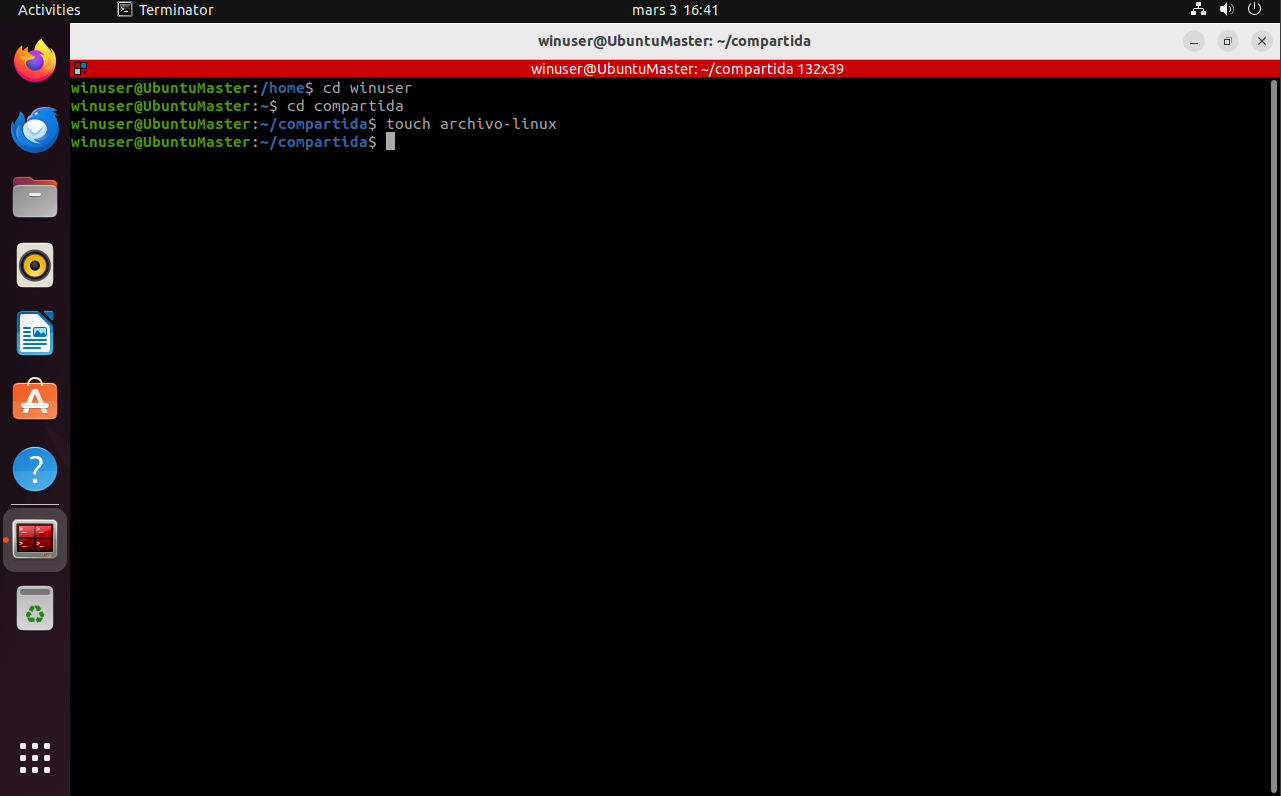 Activities Terminator mars 3 16:41
winuser@UbuntuMaster: ~/compartida
winuser@UbuntuMaster: ~/compartida 132x39
winuser@UbuntuMaster:/home$ cd winuser
winuser@UbuntuMaster:~$ cd compartida
winuser@UbuntuMaster:~/compartida$ touch archivo-linux
winuser@UbuntuMaster:~/compartida$